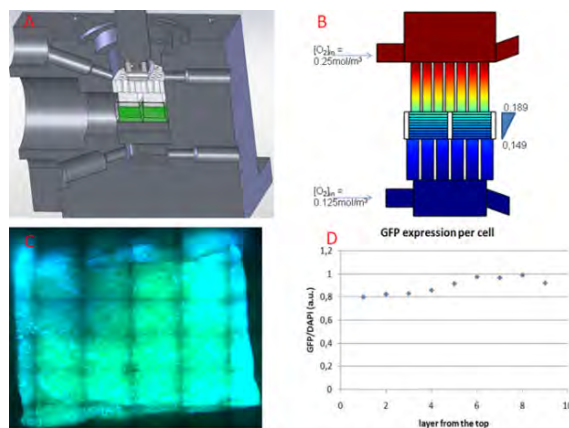 A
B
[O₂]ᵢₙ =
0.25mol/m³
0.189
0,149
[O₂]ᵢₙ =
0.125mol/m³
C
D
GFP expression per cell
GFP/DAPI (a.u.)
1,2
1
0,8
0,6
0,4
0,2
0
0 2 4 6 8 10
layer from the top